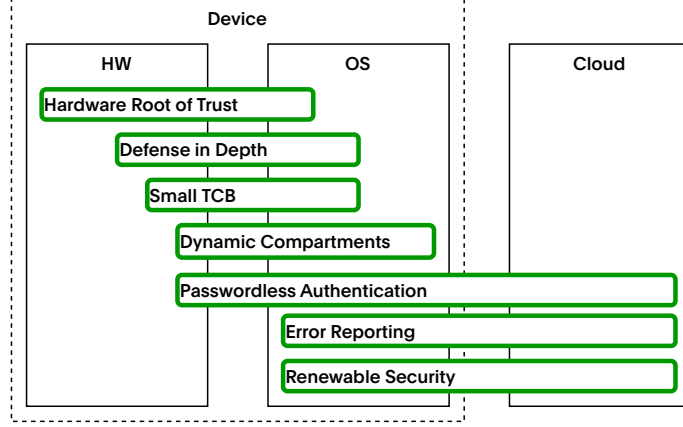 Device
HW
OS
Cloud
Hardware Root of Trust
Defense in Depth
Small TCB
Dynamic Compartments
Passwordless Authentication
Error Reporting
Renewable Security